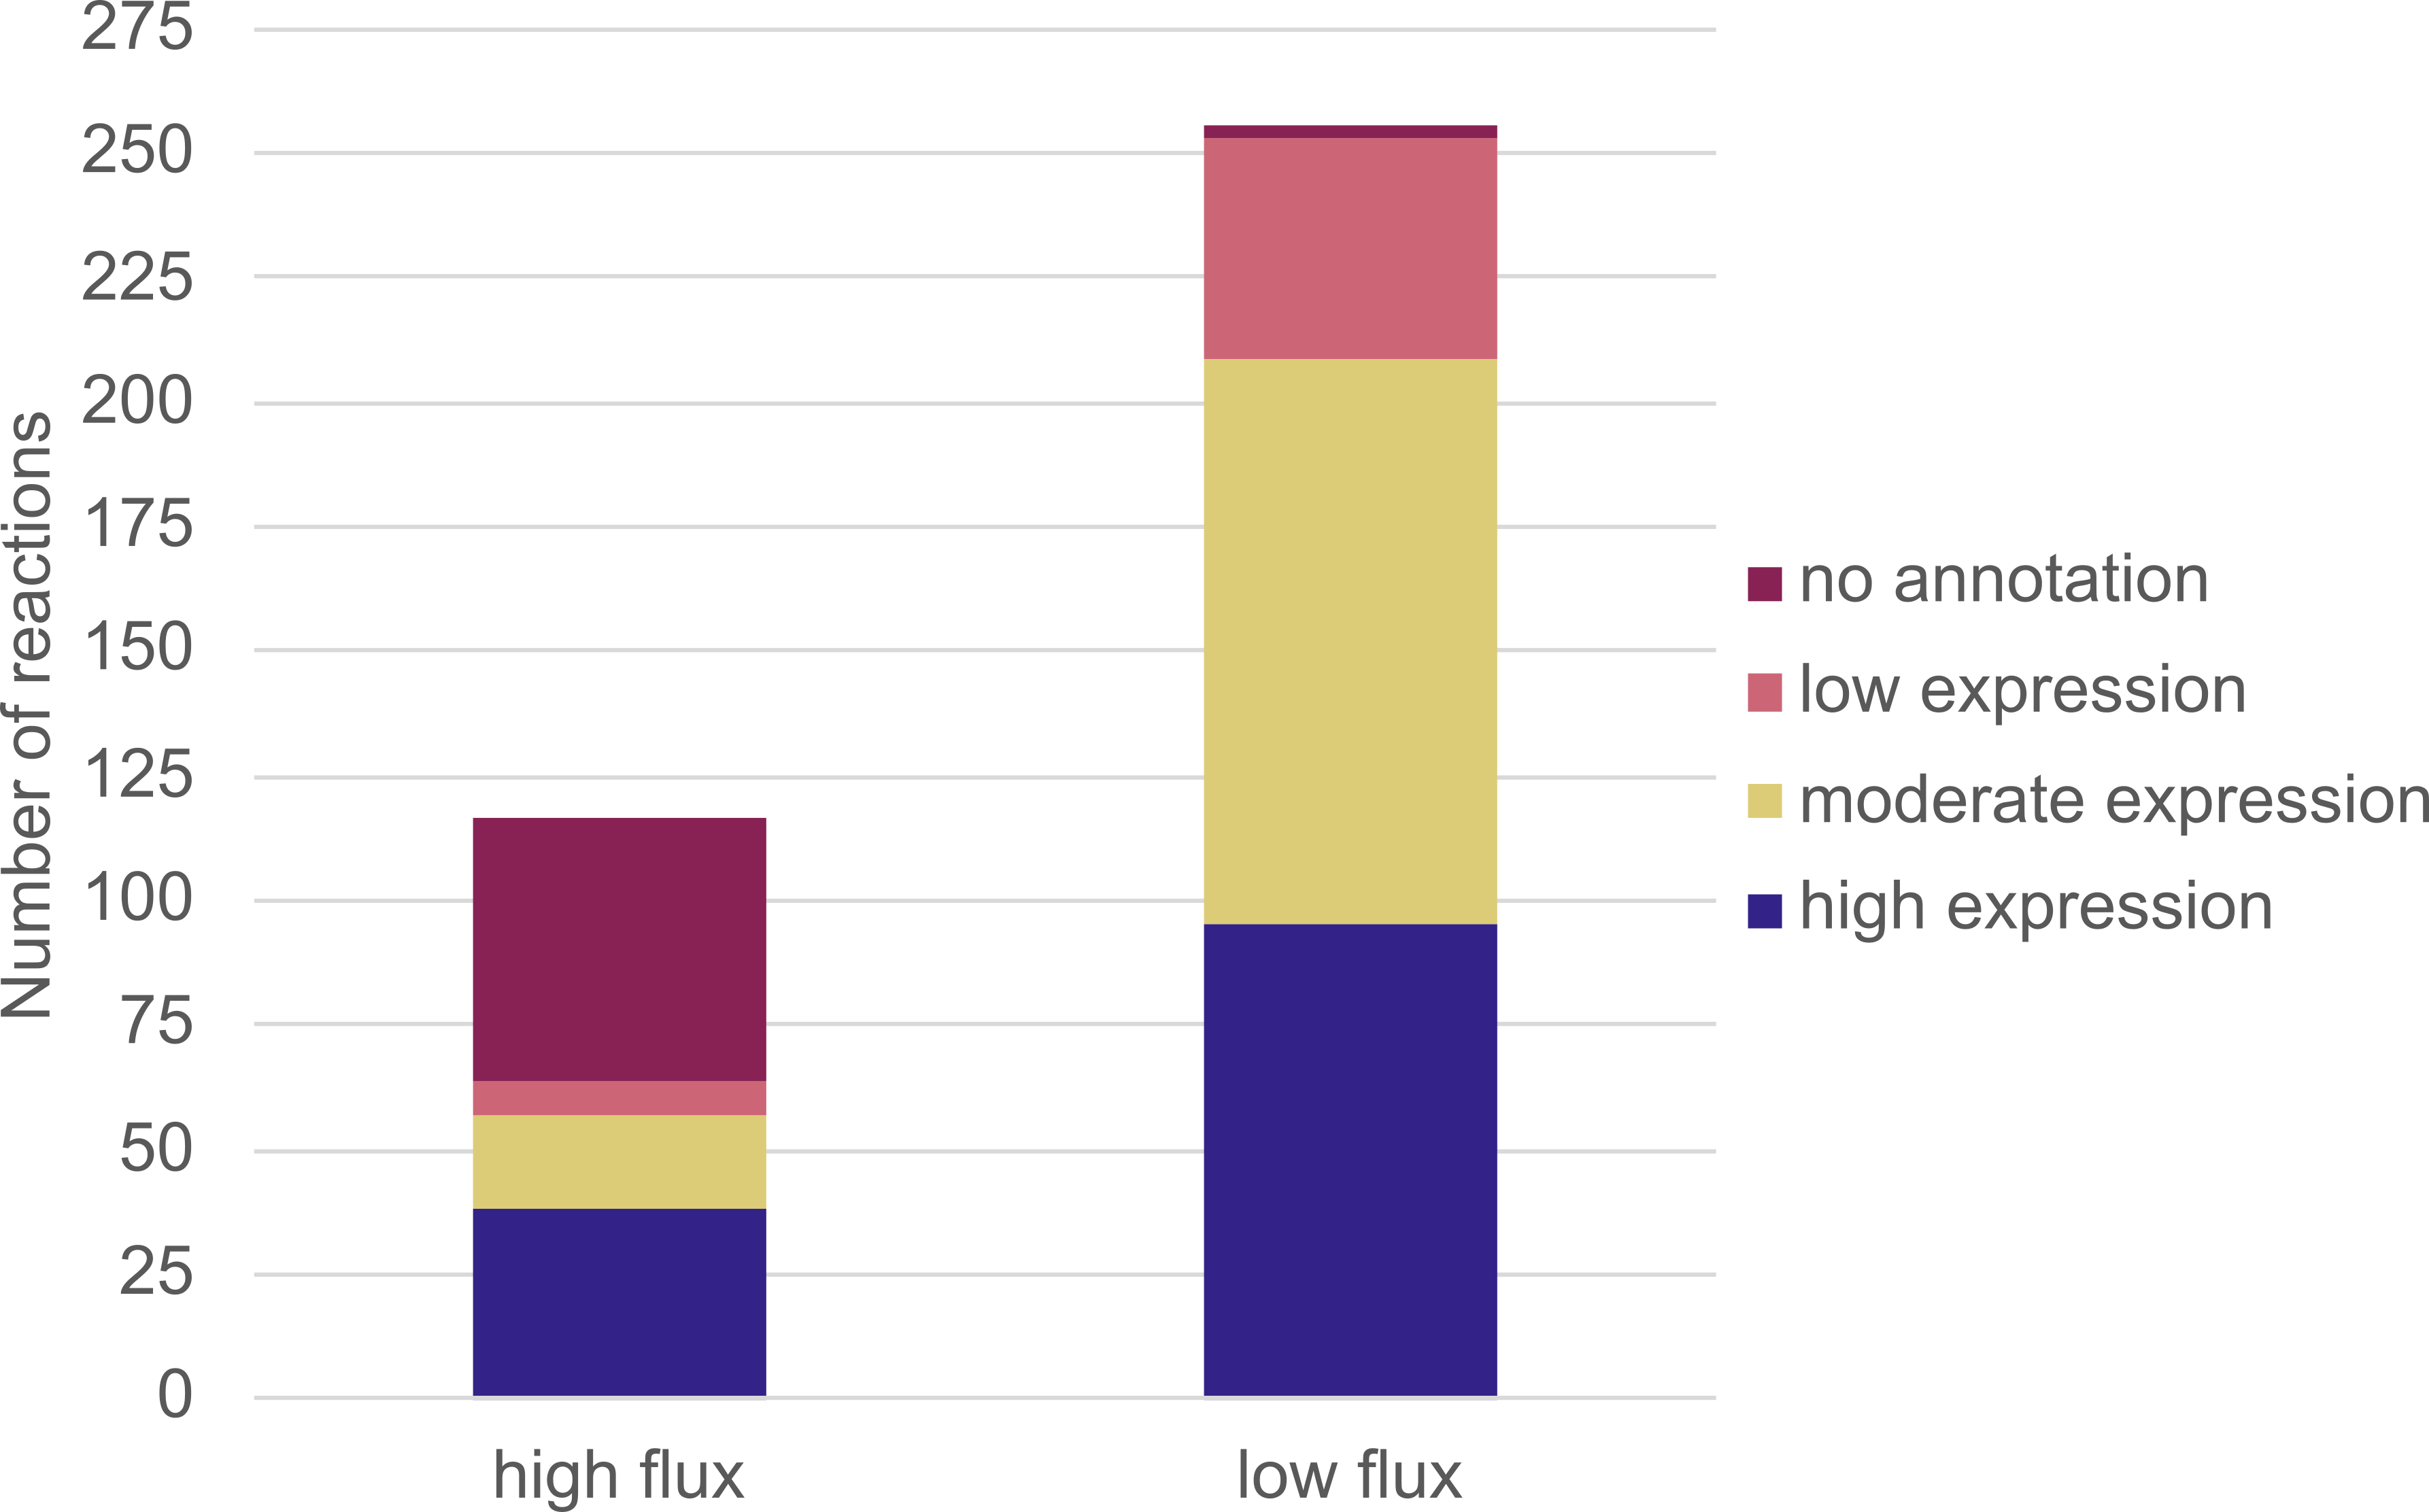 Number of reactions
275
250
225
200
175
150
125
100
75
50
25
0
high flux
low flux
no annotation
low expression
moderate expression
high expression